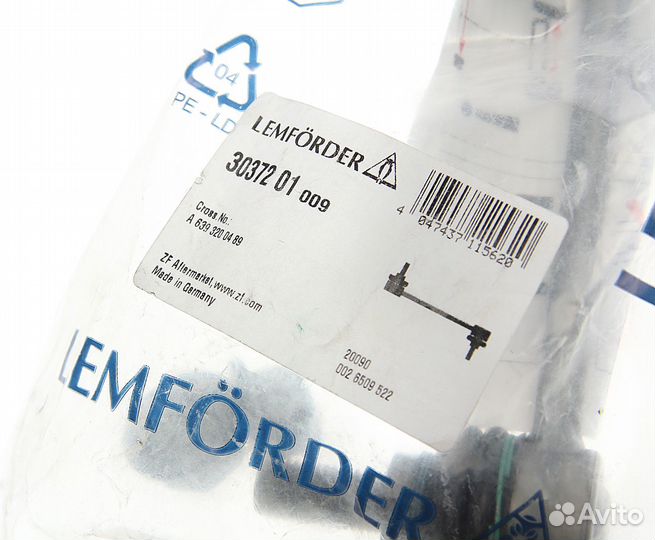 04
PE-LD
LEMFÖRDER
30372 01 009
Cross No.:
A 639 320 04 89
ZF Aftermarket, www.zf.com
Made in Germany
4 047437 115620
20090
002 6509 522
LEMFÖRDER
Avito